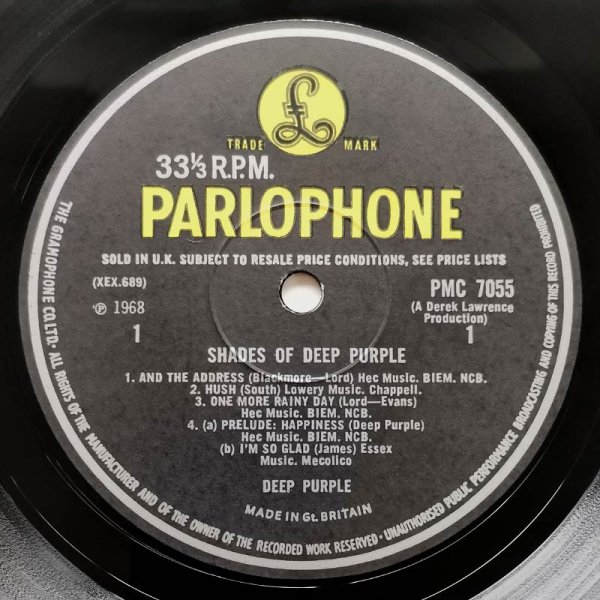 £
TRADE MARK
33⅓ R.P.M.
PARLOPHONE
SOLD IN U.K. SUBJECT TO RESALE PRICE CONDITIONS, SEE PRICE LISTS
(XEX.689)
PMC 7055
℗ 1968
(A Derek Lawrence
Production)
1
1
SHADES OF DEEP PURPLE
1. AND THE ADDRESS (Blackmore—Lord) Hec Music. BIEM. NCB.
2. HUSH (South) Lowery Music. Chappell.
3. ONE MORE RAINY DAY (Lord—Evans)
Hec Music. BIEM. NCB.
4. (a) PRELUDE: HAPPINESS (Deep Purple)
Hec Music. BIEM. NCB.
(b) I'M SO GLAD (James) Essex
Music. Mecolico
DEEP PURPLE
MADE IN Gt. BRITAIN
THE GRAMOPHONE CO. LTD· ALL RIGHTS OF THE MANUFACTURER AND OF THE OWNER OF THE RECORDED WORK RESERVED · UNAUTHORISED PUBLIC PERFORMANCE BROADCASTING AND COPYING OF THIS RECORD PROHIBITED